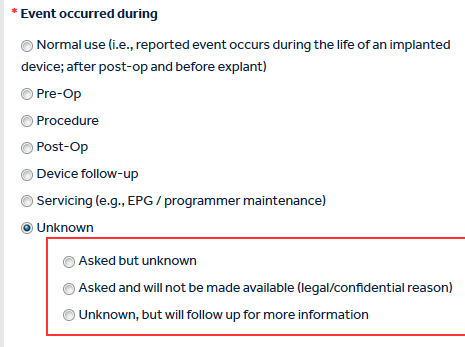 * Event occurred during
Normal use (i.e., reported event occurs during the life of an implanted
device; after post-op and before explant)
Pre-Op
Procedure
Post-Op
Device follow-up
Servicing (e.g., EPG / programmer maintenance)
Unknown
Asked but unknown
Asked and will not be made available (legal/confidential reason)
Unknown, but will follow up for more information